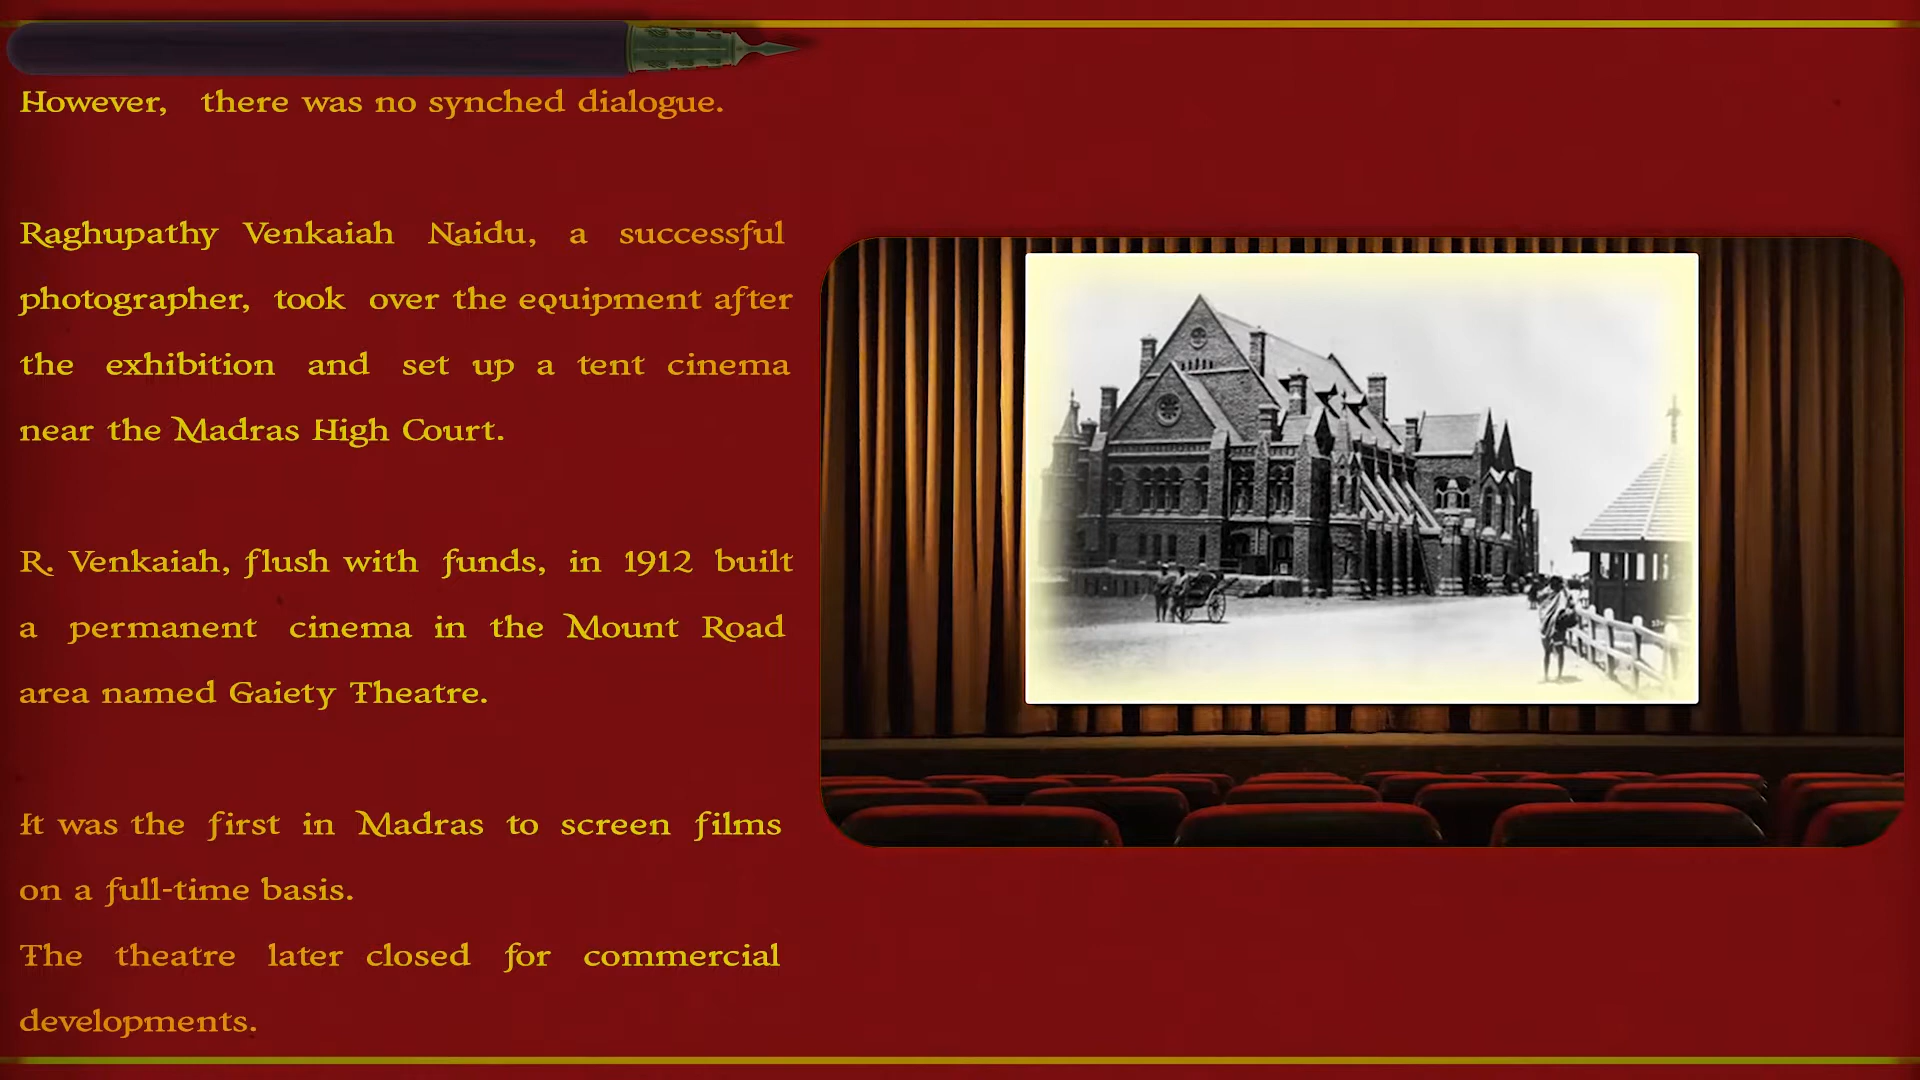 However, there was no synched dialogue.
Raghupathy Venkaiah Naidu, a successful
photographer, took over the equipment after
the exhibition and set up a tent cinema
near the Madras High Court.
R. Venkaiah, flush with funds, in 1912 built
a permanent cinema in the Mount Road
area named Gaiety Theatre.
It was the first in Madras to screen films
on a full-time basis.
The theatre later closed for commercial
developments.